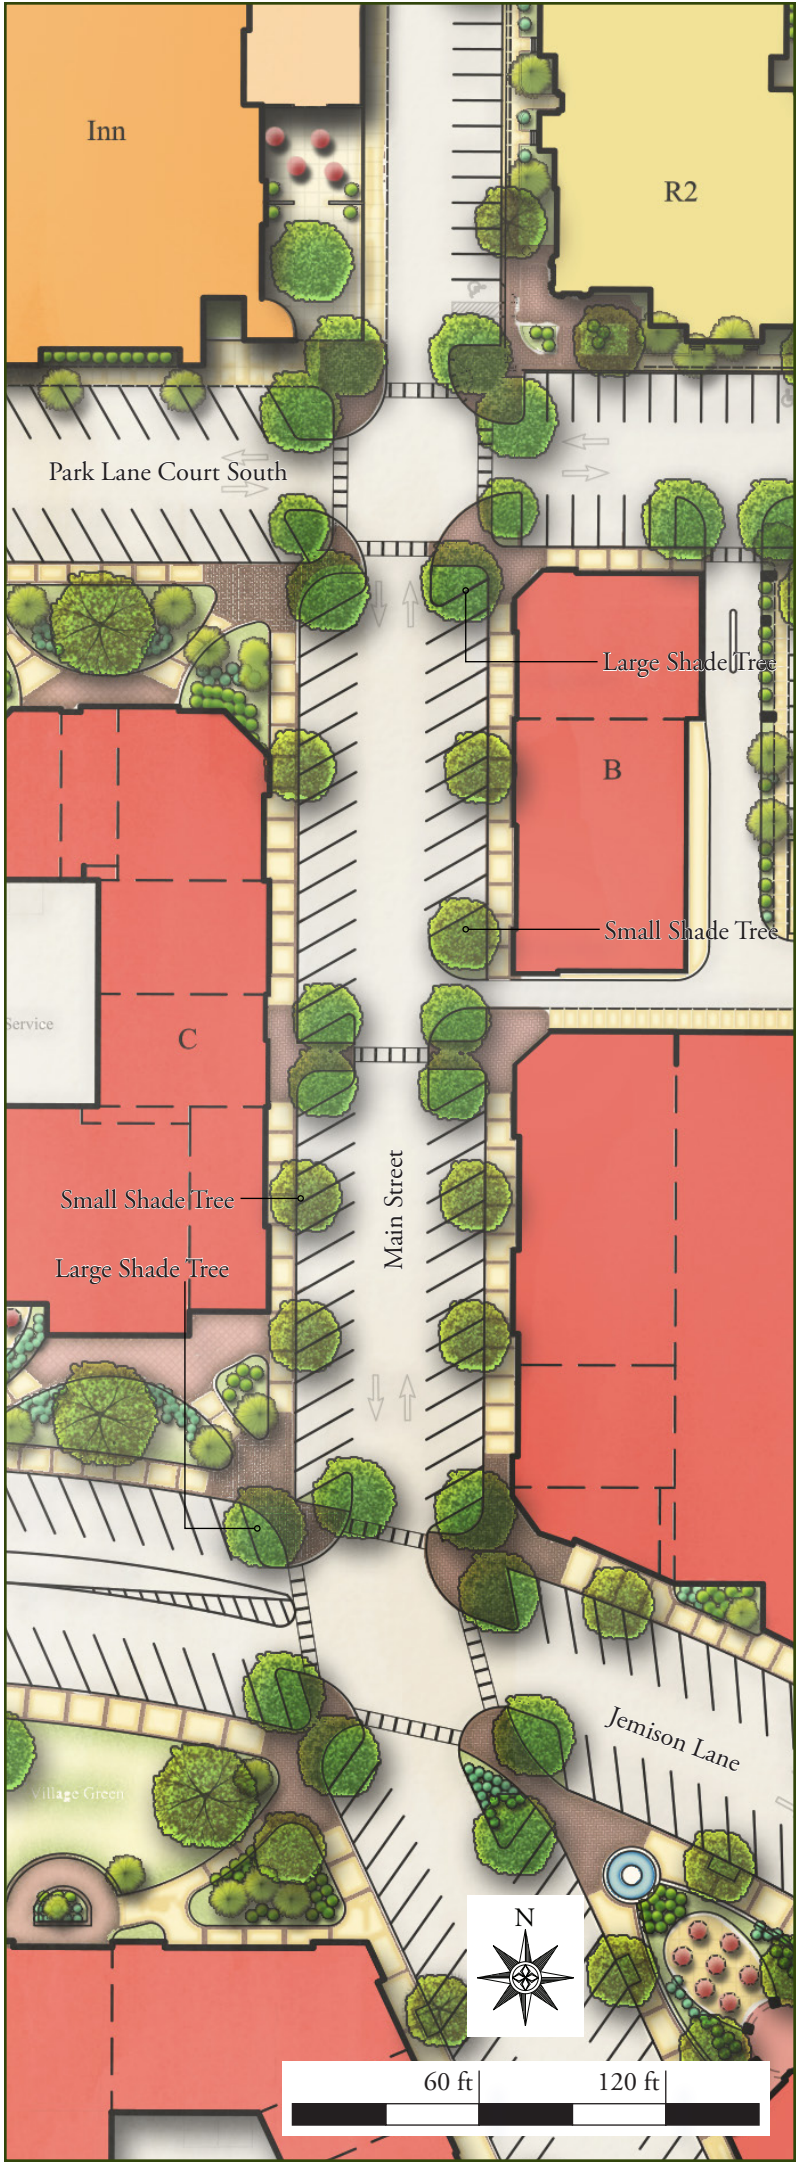 Inn
R2
Park Lane Court South
Large Shade Tree
B
Small Shade Tree
Service
C
Main Street
Small Shade Tree
Large Shade Tree
Jemison Lane
Village Green
N
60 ft
120 ft